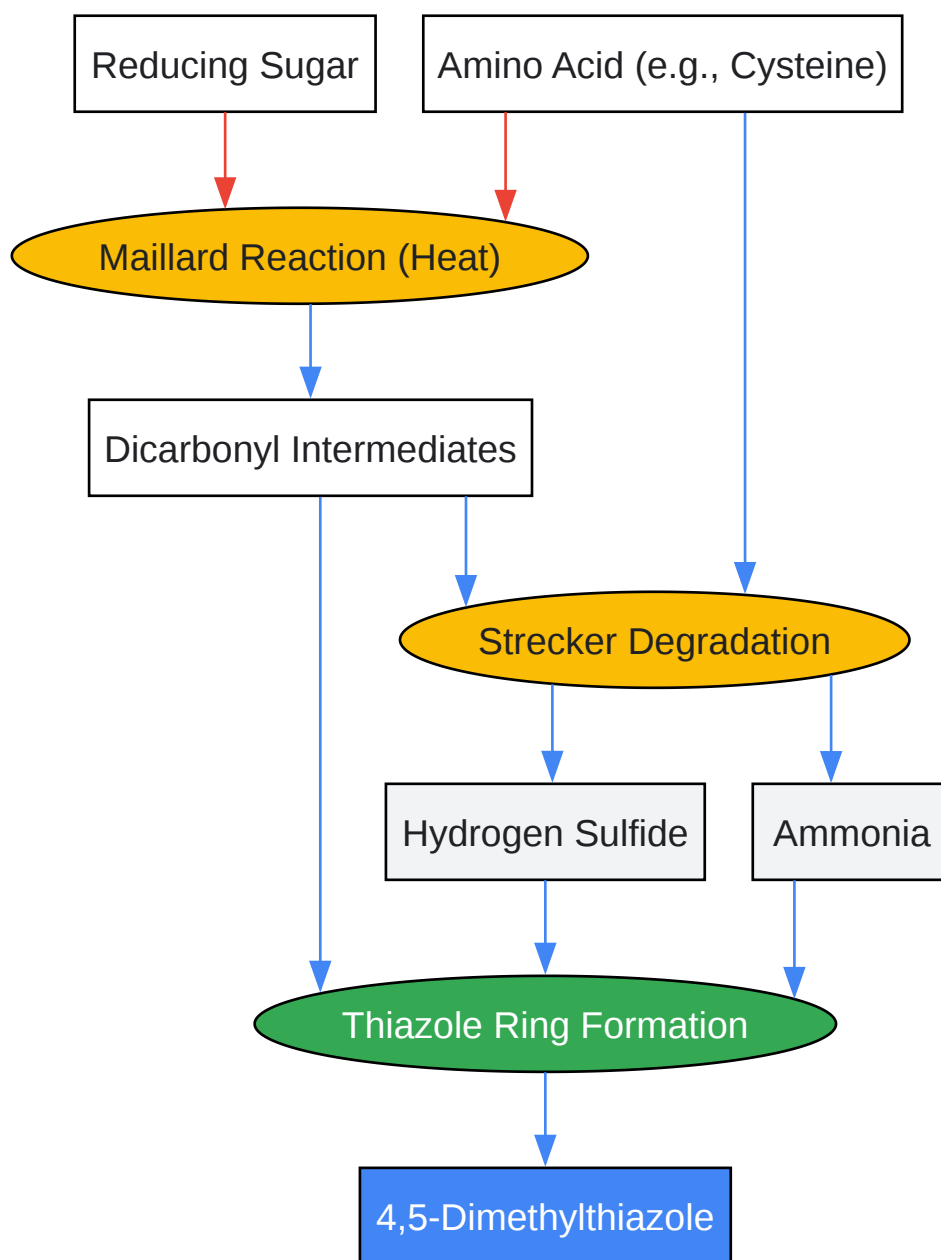 Reducing Sugar
Amino Acid (e.g., Cysteine)
Maillard Reaction (Heat)
Dicarbonyl Intermediates
Strecker Degradation
Hydrogen Sulfide
Ammonia
Thiazole Ring Formation
4,5-Dimethylthiazole